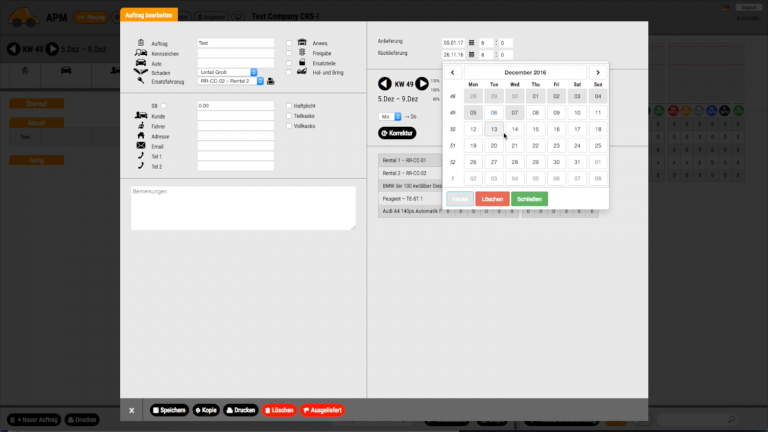 APM
Auftrag bearbeiten
Test Company CRS-I
KW 49 5.Dez – 9.Dez
Auftrag Test
Kennzeichen
Auto
Schaden Unfall Groß
Ersatzfahrzeug RR-CC-02 – Rental 2
Anwes.
Freigabe
Ersatzteile
Hol- und Bring
SB 0.00
Kunde
Fahrer
Adresse
Email
Tel 1
Tel 2
Haftpflicht
Teilkasko
Vollkasko
Bemerkungen
Anlieferung 05.01.17 8 : 0
Rücklieferung 26.11.16 8 : 0
KW 49
5.Dez – 9.Dez
Mo -> Do
Korrektur
December 2016
Mon Tue Wed Thu Fri Sat Sun
48 28 29 30 01 02 03 04
49 05 06 07 08 09 10 11
50 12 13 14 15 16 17 18
51 19 20 21 22 23 24 25
52 26 27 28 29 30 31 01
1 02 03 04 05 06 07 08
Heute Löschen Schließen
Rental 1 – RR-CC-01
Rental 2 – RR-CC-02
BMW 3er 100 kwSilber Dies
Peugeot – TE-ST 1
Audi A4 140ps Automatik F
Überlauf
Aktuell
Test
Fertig
X Speichern Kopie Drucken Löschen Ausgeliefert
+ Neuer Auftrag Drucken